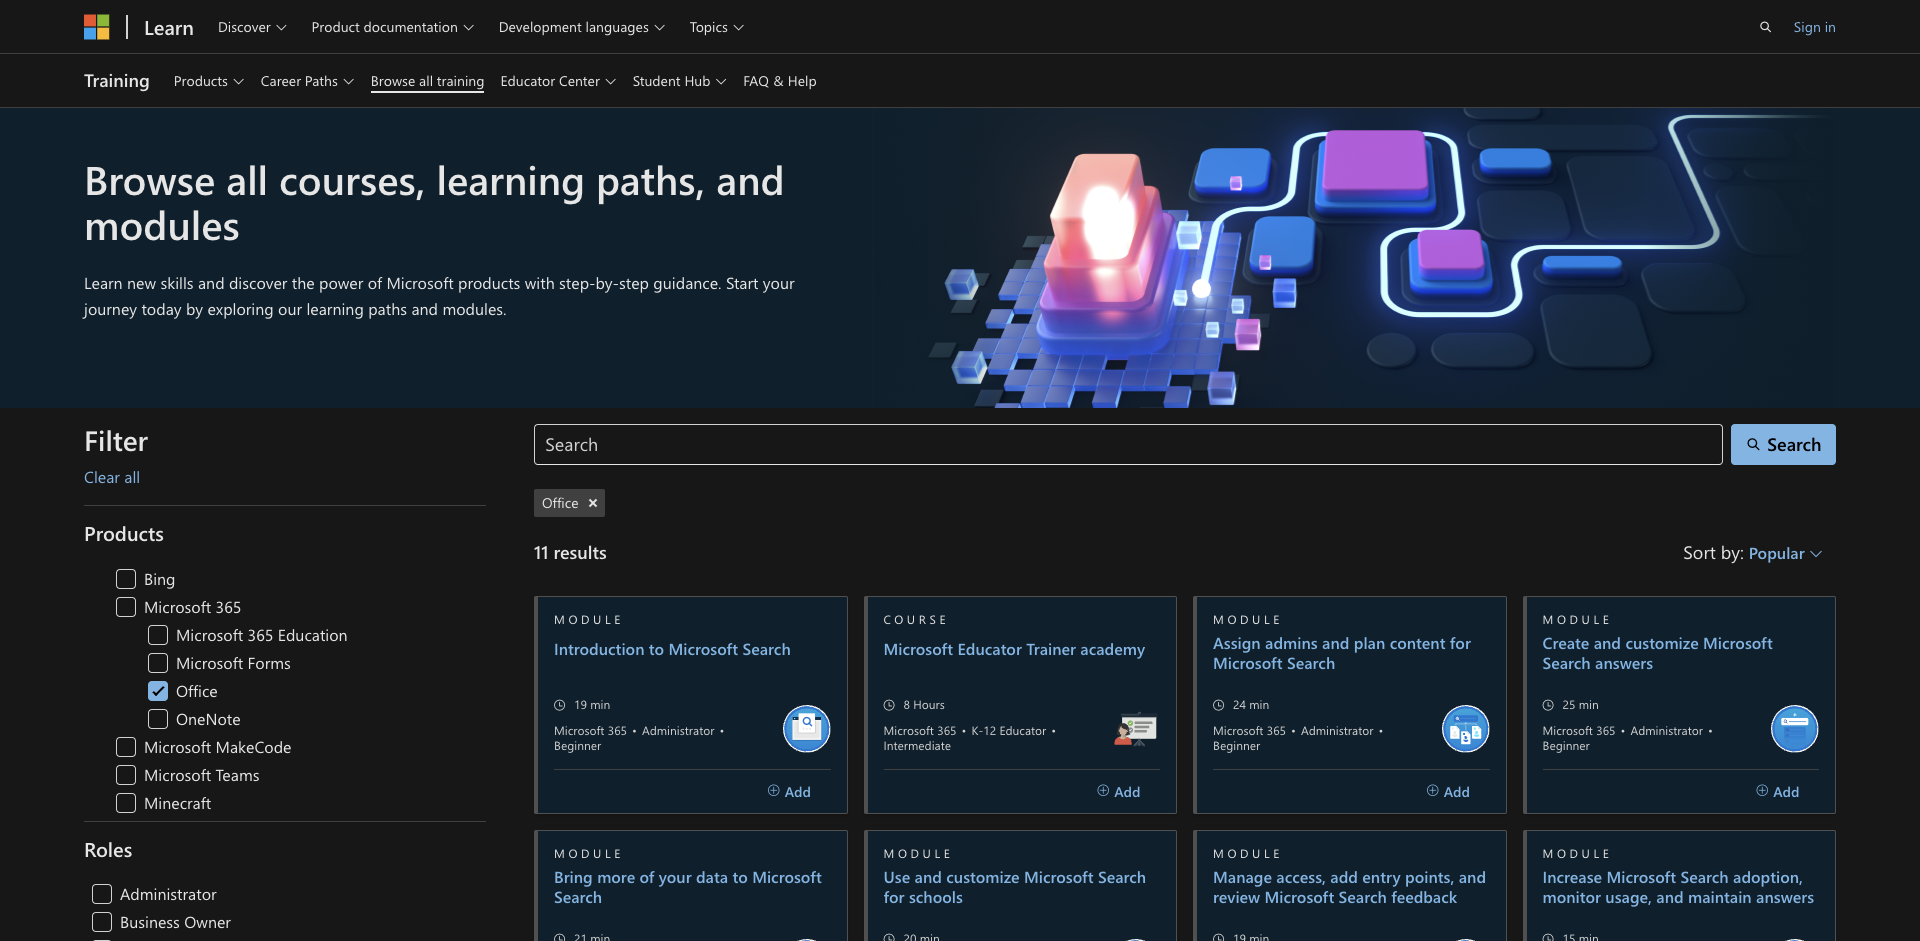 Learn
Discover
Product documentation
Development languages
Topics
Sign in
Training
Products
Career Paths
Browse all training
Educator Center
Student Hub
FAQ & Help
Browse all courses, learning paths, and
modules
Learn new skills and discover the power of Microsoft products with step-by-step guidance. Start your
journey today by exploring our learning paths and modules.
Filter
Clear all
Products
Bing
Microsoft 365
Microsoft 365 Education
Microsoft Forms
Office
OneNote
Microsoft MakeCode
Microsoft Teams
Minecraft
Roles
Administrator
Business Owner
Search
Search
Office
11 results
Sort by: Popular
MODULE
Introduction to Microsoft Search
19 min
Microsoft 365 • Administrator •
Beginner
Add
COURSE
Microsoft Educator Trainer academy
8 Hours
Microsoft 365 • K-12 Educator •
Intermediate
Add
MODULE
Assign admins and plan content for
Microsoft Search
24 min
Microsoft 365 • Administrator •
Beginner
Add
MODULE
Create and customize Microsoft
Search answers
25 min
Microsoft 365 • Administrator •
Beginner
Add
MODULE
Bring more of your data to Microsoft
Search
21 min
MODULE
Use and customize Microsoft Search
for schools
20 min
MODULE
Manage access, add entry points, and
review Microsoft Search feedback
19 min
MODULE
Increase Microsoft Search adoption,
monitor usage, and maintain answers
15 min